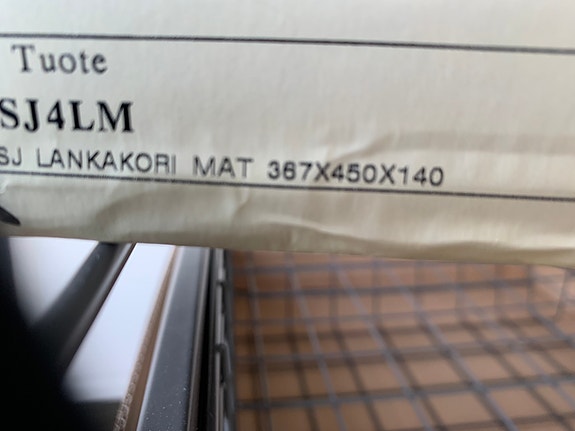 Tuote
SJ4LM
SJ LANKAKORI MAT 367X450X140